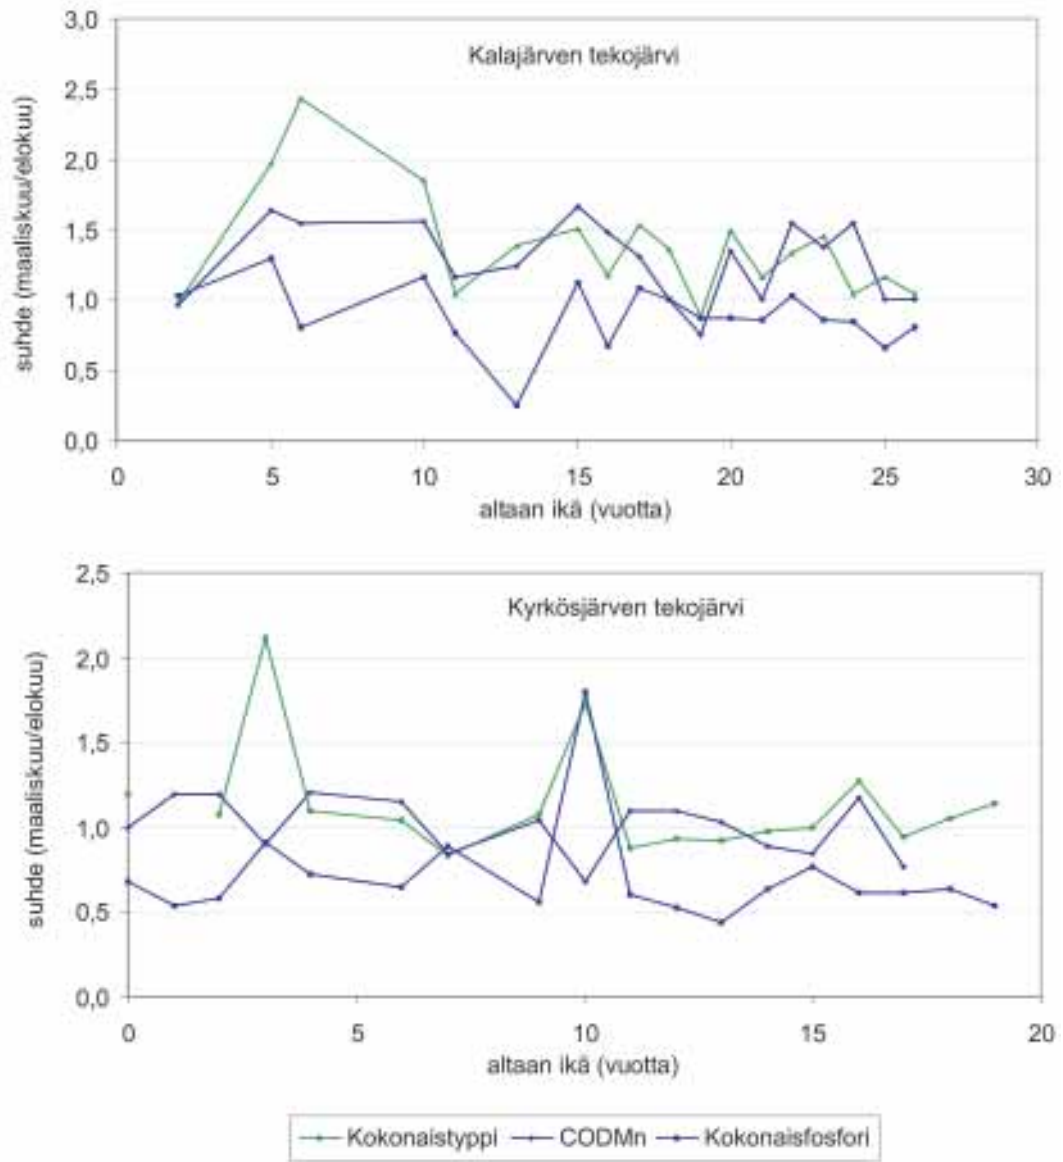 Kalajärven tekojärvi
suhde (maaliskuu/elokuu)
3,0
2,5
2,0
1,5
1,0
0,5
0,0
0 5 10 15 20 25 30
altaan ikä (vuotta)
Kyrkösjärven tekojärvi
suhde (maaliskuu/elokuu)
2,5
2,0
1,5
1,0
0,5
0,0
0 5 10 15 20
altaan ikä (vuotta)
Kokonaistyppi CODMn Kokonaisfosfori